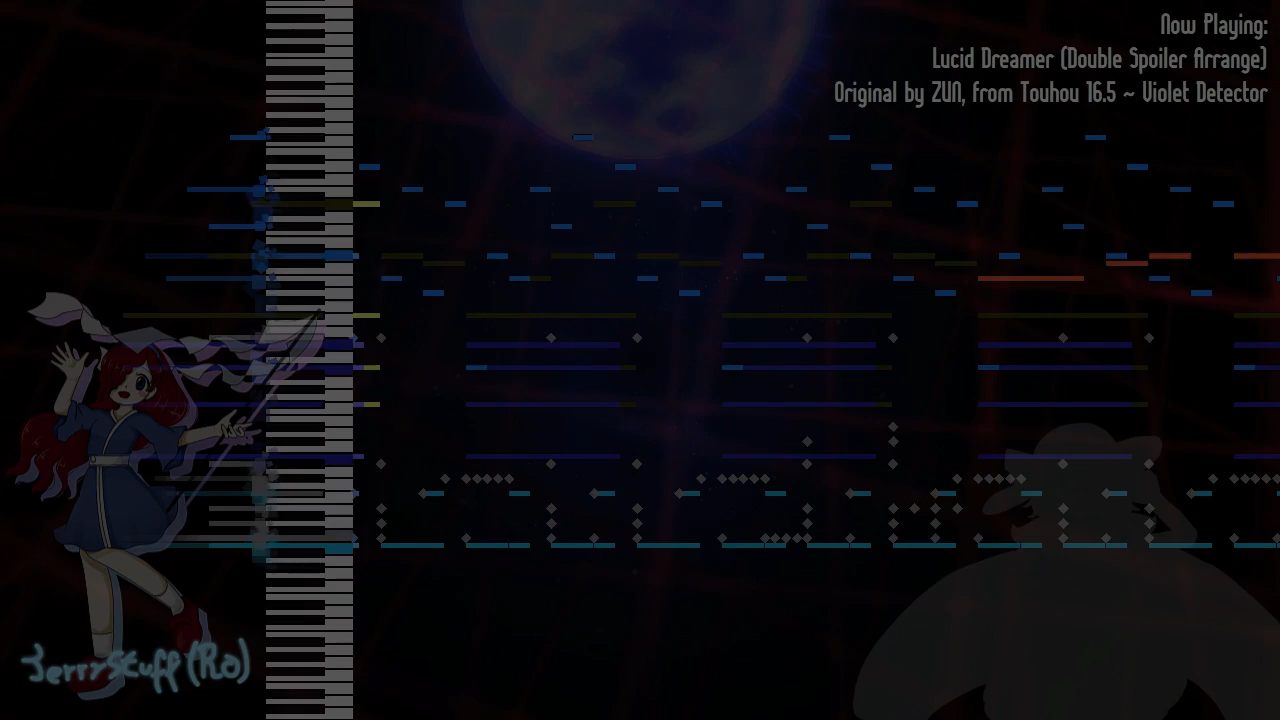 Now Playing:
Lucid Dreamer (Double Spoiler Arrange)
Original by ZUN, from Touhou 16.5 ~ Violet Detector
JerryStuff (Ro)